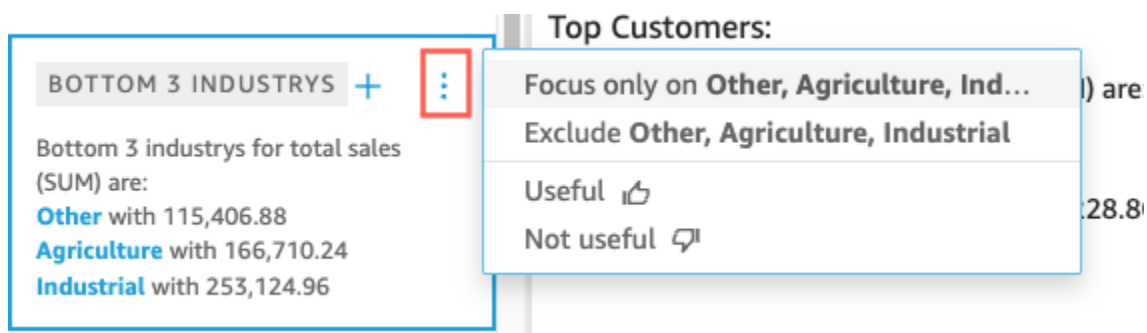 Top Customers:
BOTTOM 3 INDUSTRYS +
Bottom 3 industrys for total sales
(SUM) are:
Other with 115,406.88
Agriculture with 166,710.24
Industrial with 253,124.96
Focus only on Other, Agriculture, Ind...
Exclude Other, Agriculture, Industrial
Useful
Not useful
) are